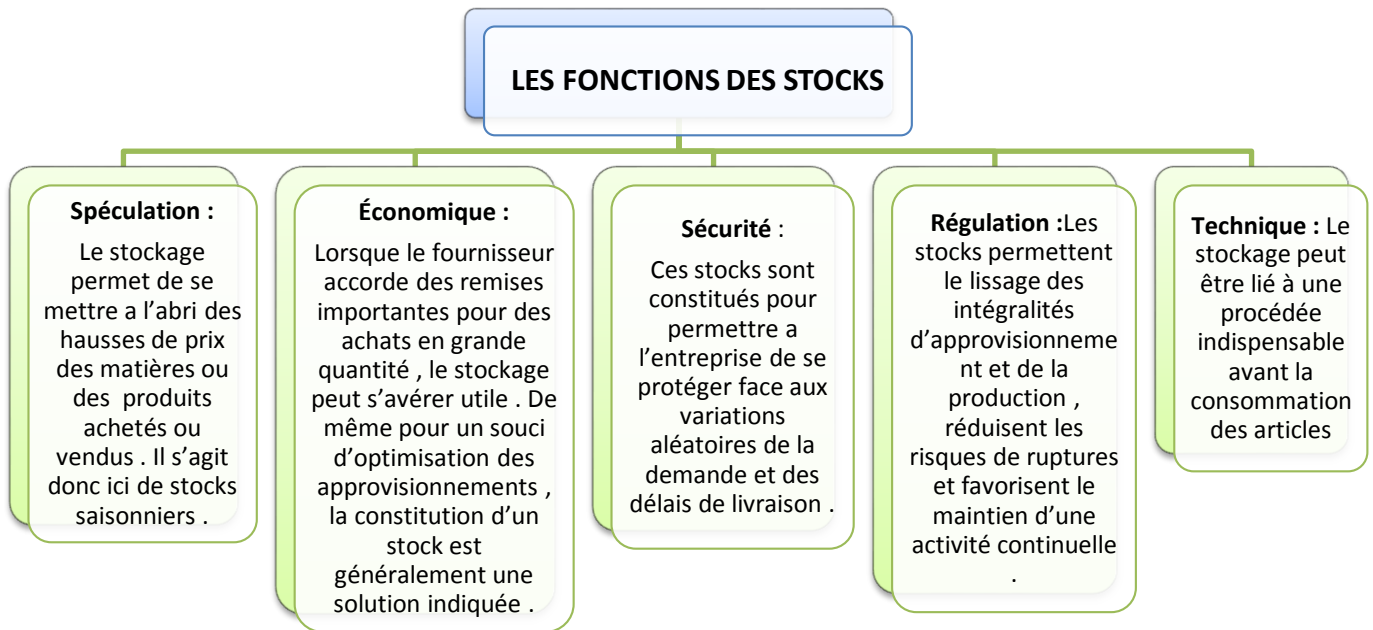 LES FONCTIONS DES STOCKS
Spéculation :
Le stockage
permet de se
mettre a l’abri des
hausses de prix
des matières ou
des produits
achetés ou
vendus . Il s’agit
donc ici de stocks
saisonniers .
Économique :
Lorsque le fournisseur
accorde des remises
importantes pour des
achats en grande
quantité , le stockage
peut s’avérer utile . De
même pour un souci
d’optimisation des
approvisionnements ,
la constitution d’un
stock est
généralement une
solution indiquée .
Sécurité :
Ces stocks sont
constitués pour
permettre a
l’entreprise de se
protéger face aux
variations
aléatoires de la
demande et des
délais de livraison .
Régulation :Les
stocks permettent
le lissage des
intégralités
d’approvisionneme
nt et de la
production ,
réduisent les
risques de ruptures
et favorisent le
maintien d’une
activité continuelle
.
Technique : Le
stockage peut
être lié à une
procédée
indispensable
avant la
consommation
des articles